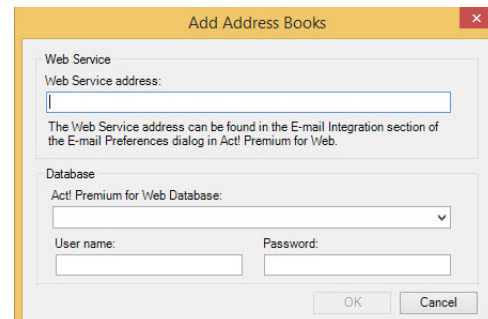 Add Address Books
Web Service
Web Service address:
The Web Service address can be found in the E-mail Integration section of
the E-mail Preferences dialog in Act! Premium for Web.
Database
Act! Premium for Web Database:
User name: Password:
OK Cancel